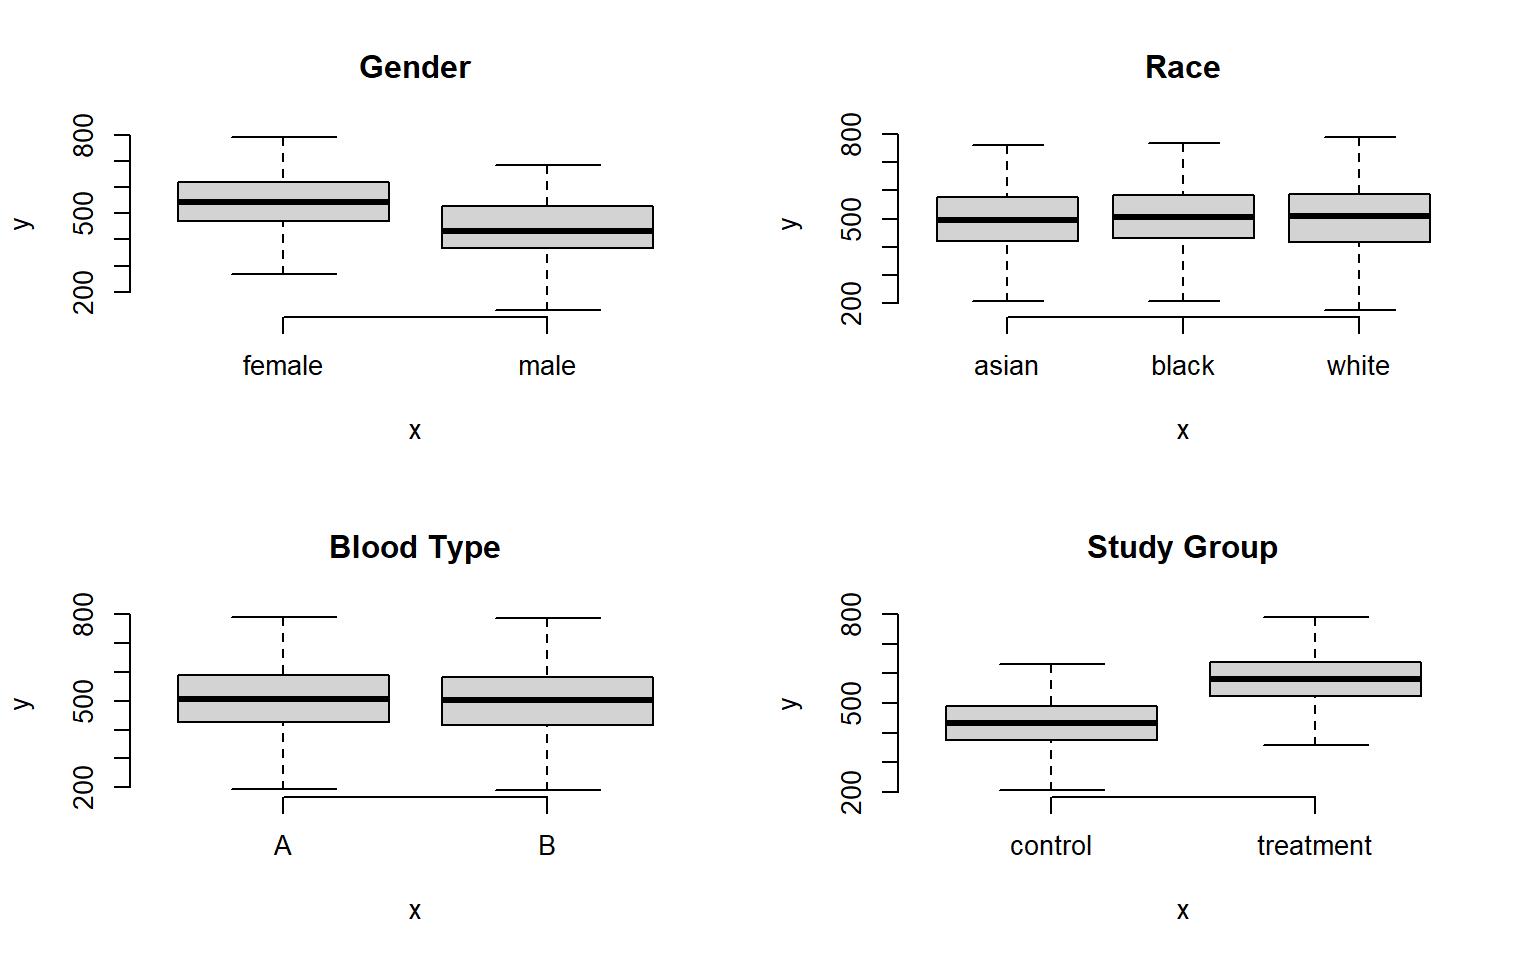 Gender
800
500
200
y
female male
x
Race
800
500
200
y
asian black white
x
Blood Type
800
500
200
y
A B
x
Study Group
800
500
200
y
control treatment
x